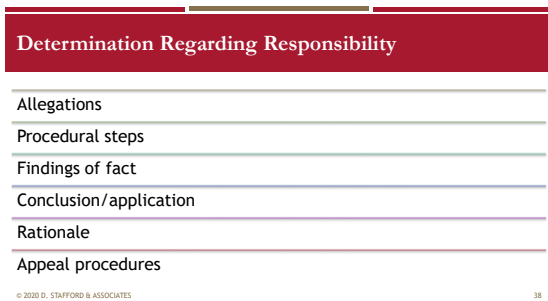 Determination Regarding Responsibility
Allegations
Procedural steps
Findings of fact
Conclusion/application
Rationale
Appeal procedures
© 2020 D. STAFFORD & ASSOCIATES
38